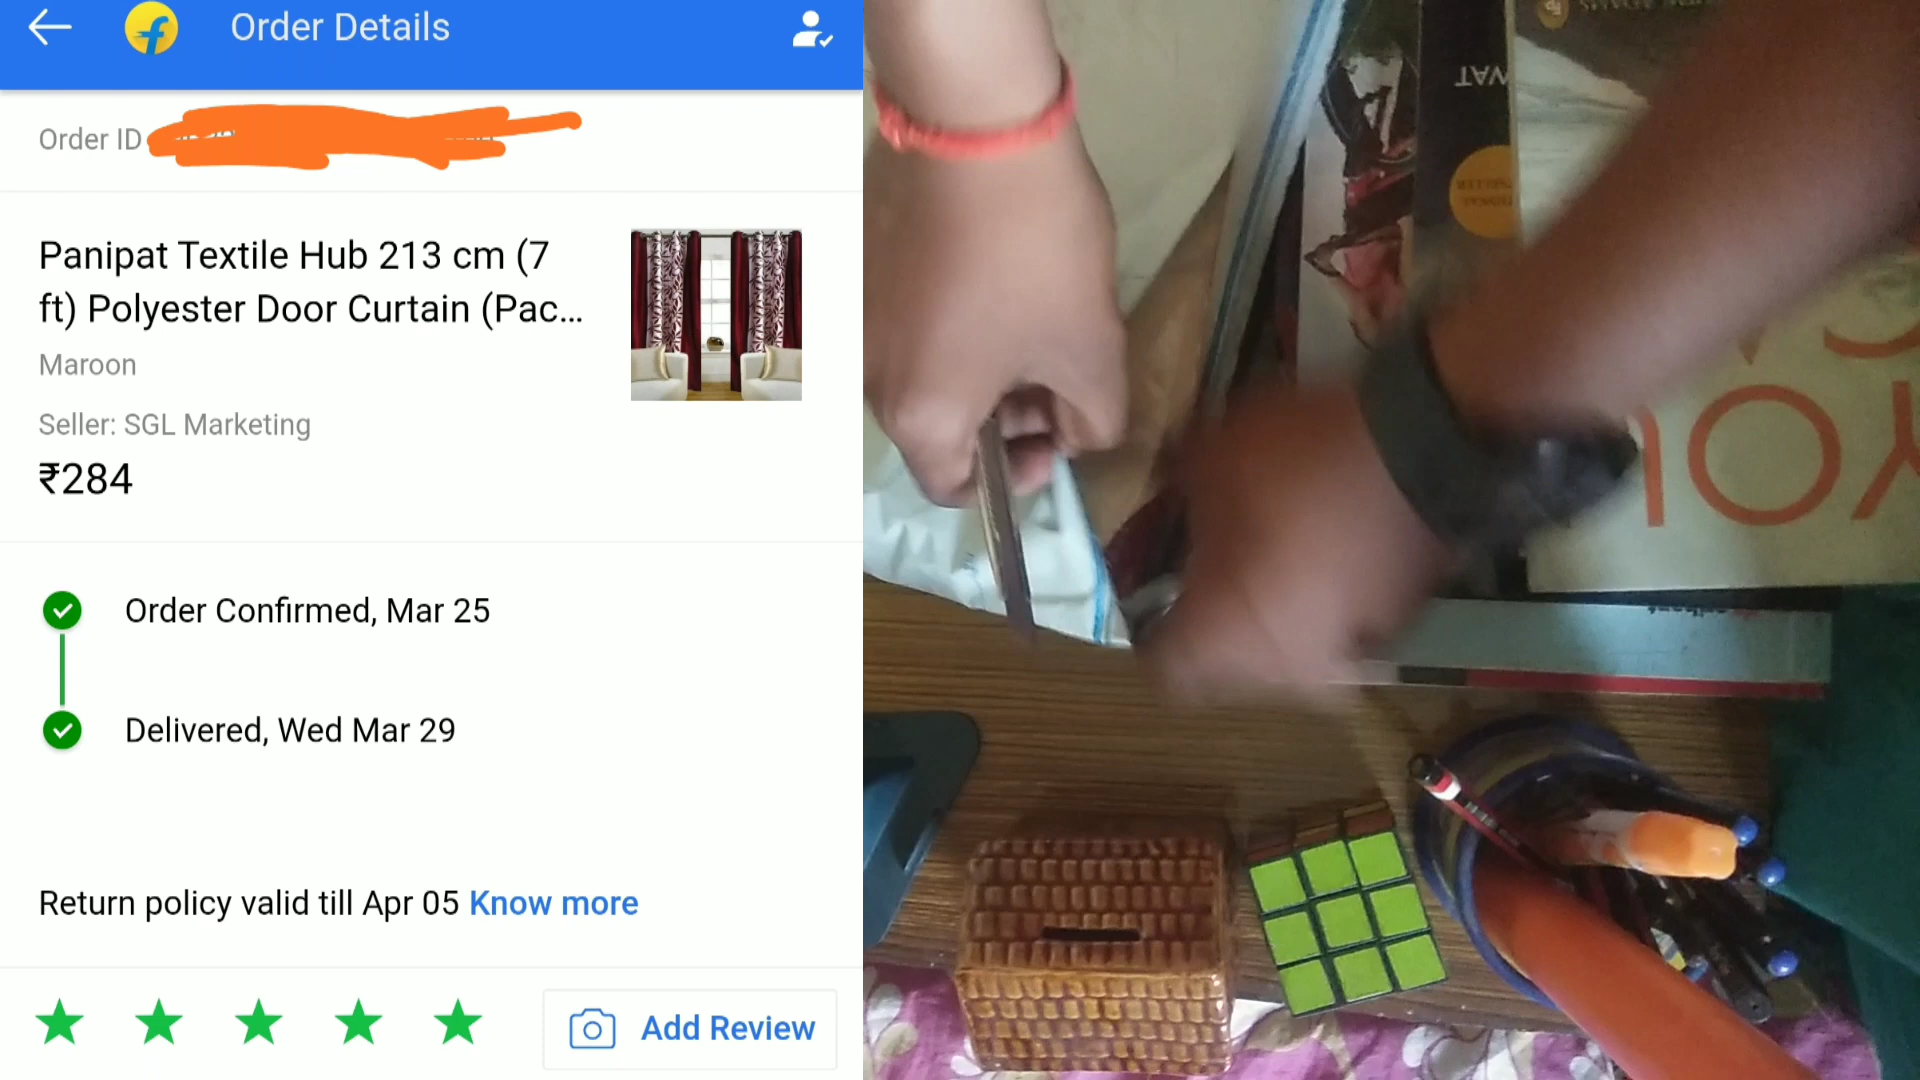 Order Details
Order ID
Panipat Textile Hub 213 cm (7
ft) Polyester Door Curtain (Pac...
Maroon
Seller: SGL Marketing
₹284
Order Confirmed, Mar 25
Delivered, Wed Mar 29
Return policy valid till Apr 05 Know more
Add Review
WAT
YOU